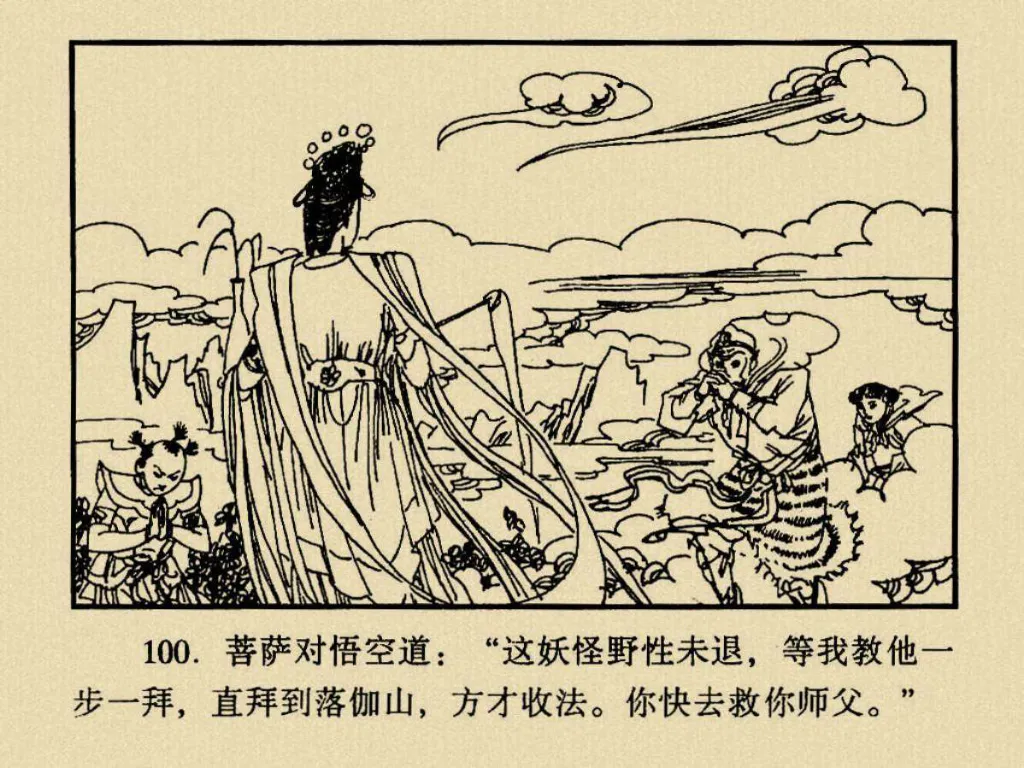 100. 菩萨对悟空道：“这妖怪野性未退，等我教他一
步一拜，直拜到落伽山，方才收法。你快去救你师父。”